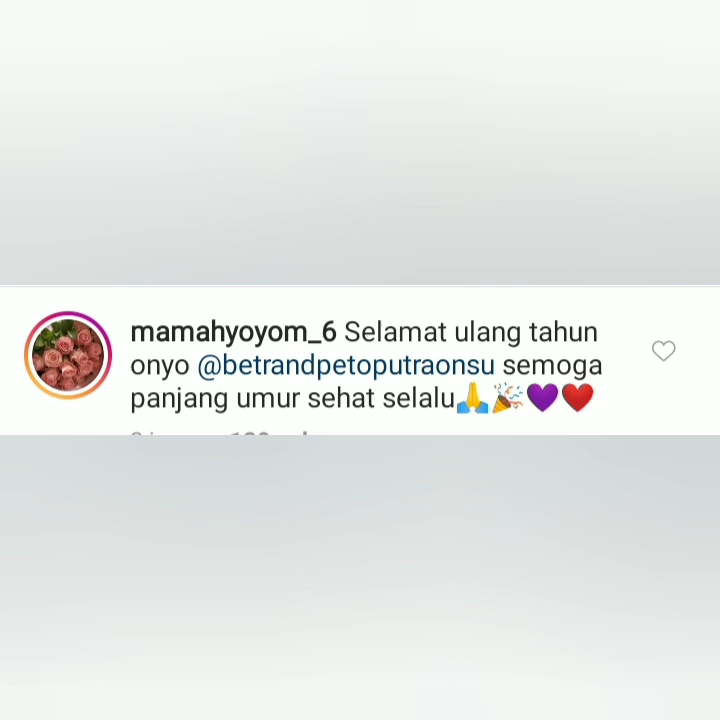 mamahyoyom_6 Selamat ulang tahun
onyo @betrandpetoputraonsu semoga
panjang umur sehat selalu🙏🎉💜❤️